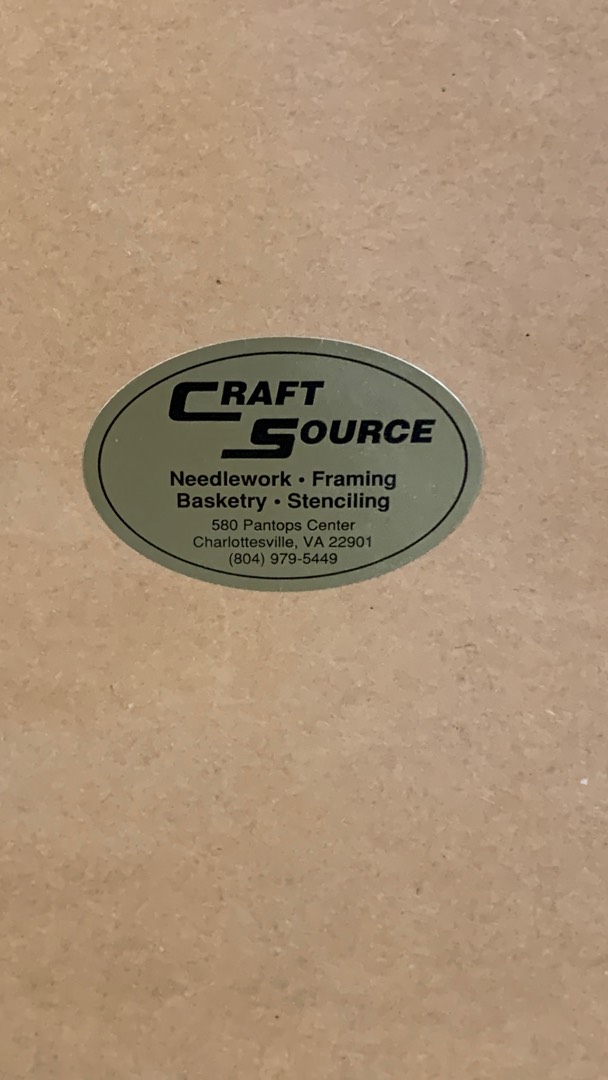 CRAFT
SOURCE
Needlework • Framing
Basketry • Stenciling
580 Pantops Center
Charlottesville, VA 22901
(804) 979-5449